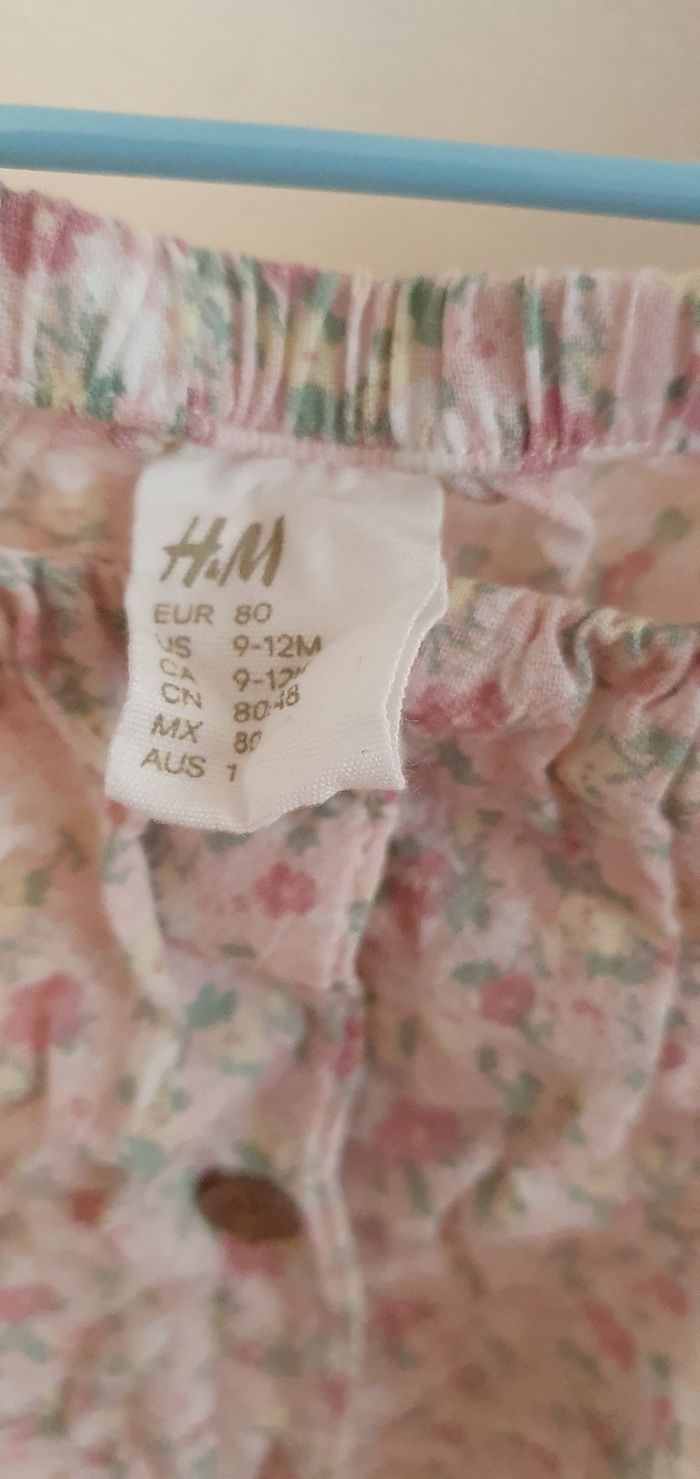 H&M
EUR 80
US 9-12M
CA 9-12
CN 80/48
MX 80
AUS 1